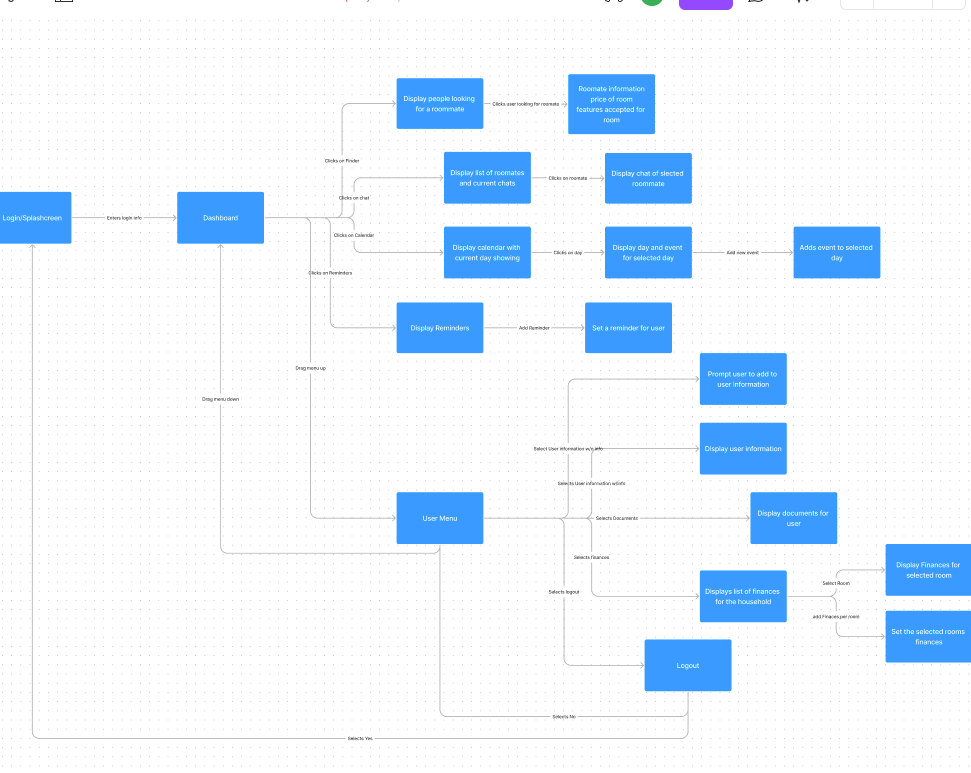 Display people looking
for a roommate
Clicks user looking for roomate
Roomate information
price of room
features accepted for
room
Clicks on Finder
Display list of roomates
and current chats
Clicks on roomate
Display chat of slected
roommate
Clicks on chat
Login/Splashcreen
Enters login info
Dashboard
Clicks on Calendar
Display calendar with
current day showing
Clicks on day
Display day and event
for selected day
Add new event
Adds event to selected
day
Clicks on Reminders
Display Reminders
Add Reminder
Set a reminder for user
Drag menu up
Prompt user to add to
user information
Drag menu down
Select User Information w/o info
Display user information
Selects User information w/info
User Menu
Selects Documents
Display documents for
user
Selects finances
Display Finances for
selected room
Select Room
Selects logout
Displays list of finances
for the household
add Finaces per room
Set the selected rooms
finances
Logout
Selects No
Selects Yes